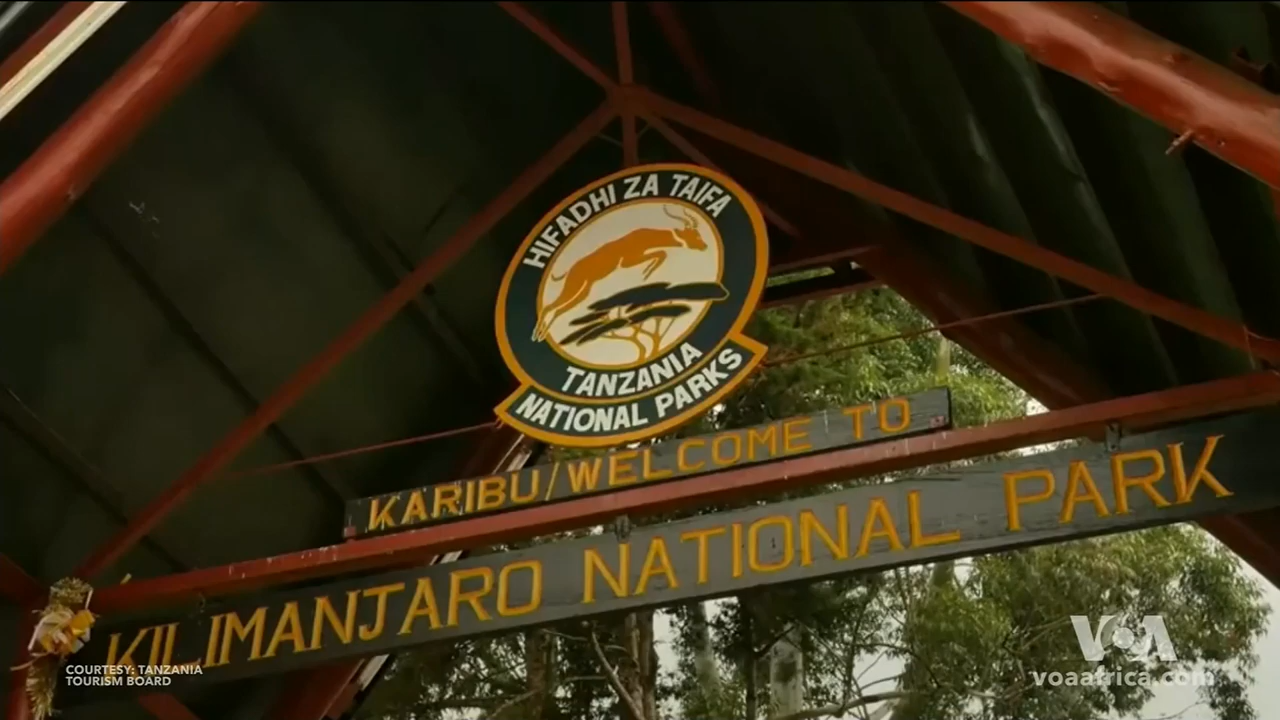 HIFADHI ZA TAIFA
TANZANIA
NATIONAL PARKS
KARIBU/WELCOME TO
KILIMANJARO NATIONAL PARK
COURTESY: TANZANIA
TOURISM BOARD
VOA
voaafrica.com